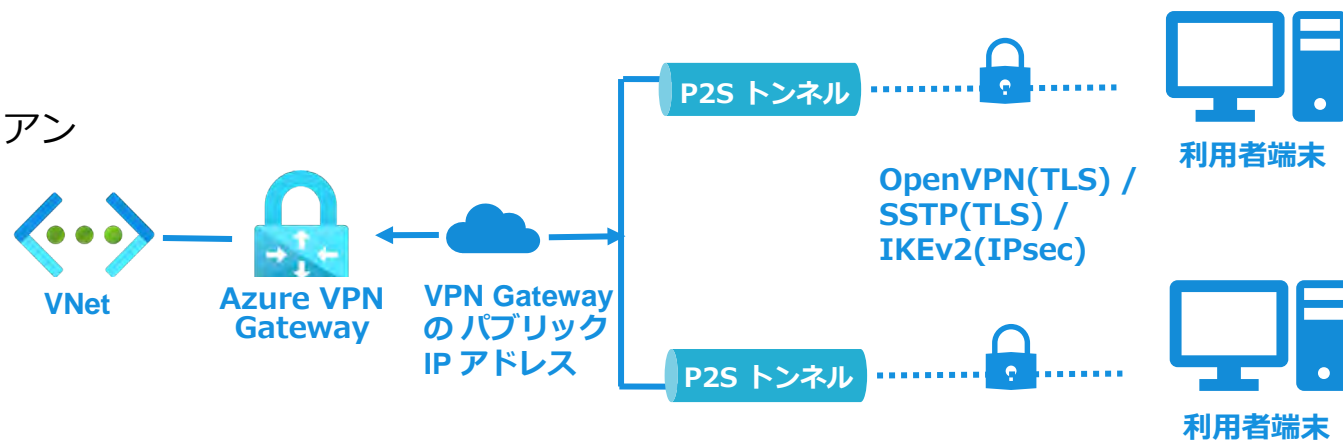 アン
VNet
Azure VPN
Gateway
VPN Gateway
の パブリック
IP アドレス
P2S トンネル
OpenVPN(TLS) /
SSTP(TLS) /
IKEv2(IPsec)
利用者端末
P2S トンネル
利用者端末